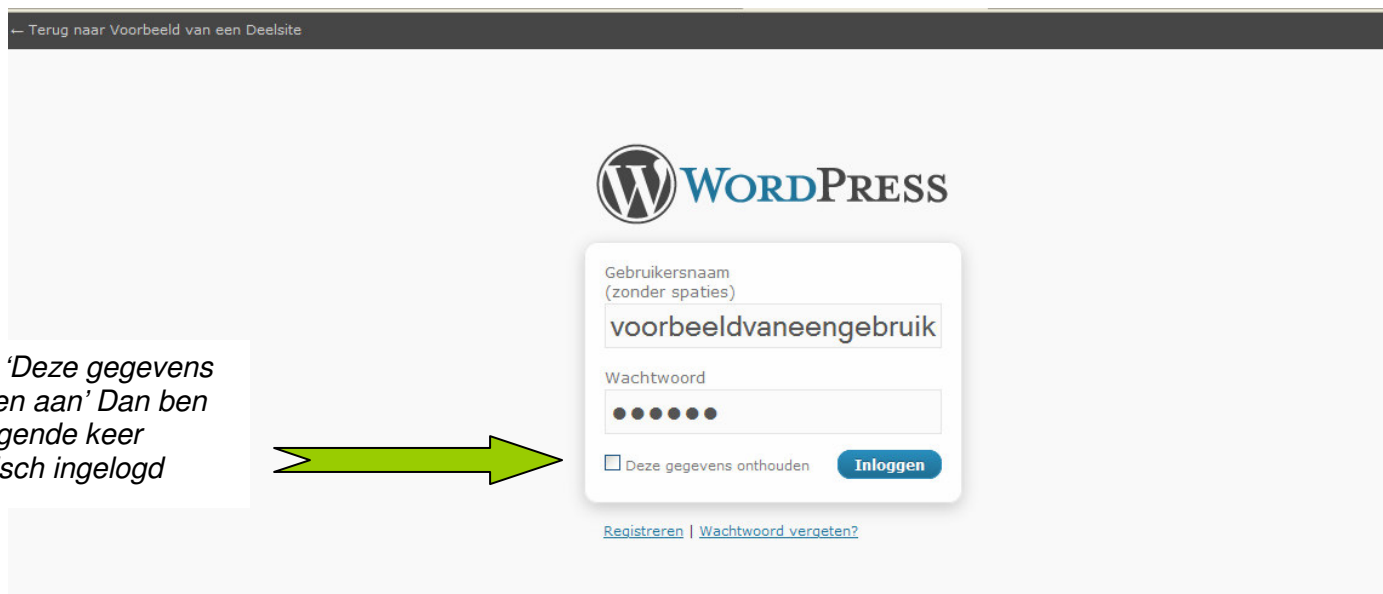 ← Terug naar Voorbeeld van een Deelsite
WORDPRESS
Gebruikersnaam
(zonder spaties)
voorbeeldvaneengebruik
‘Deze gegevens
en aan’ Dan ben
gende keer
isch ingelogd
Wachtwoord
●●●●●●
Deze gegevens onthouden
Inloggen
Registreren | Wachtwoord vergeten?